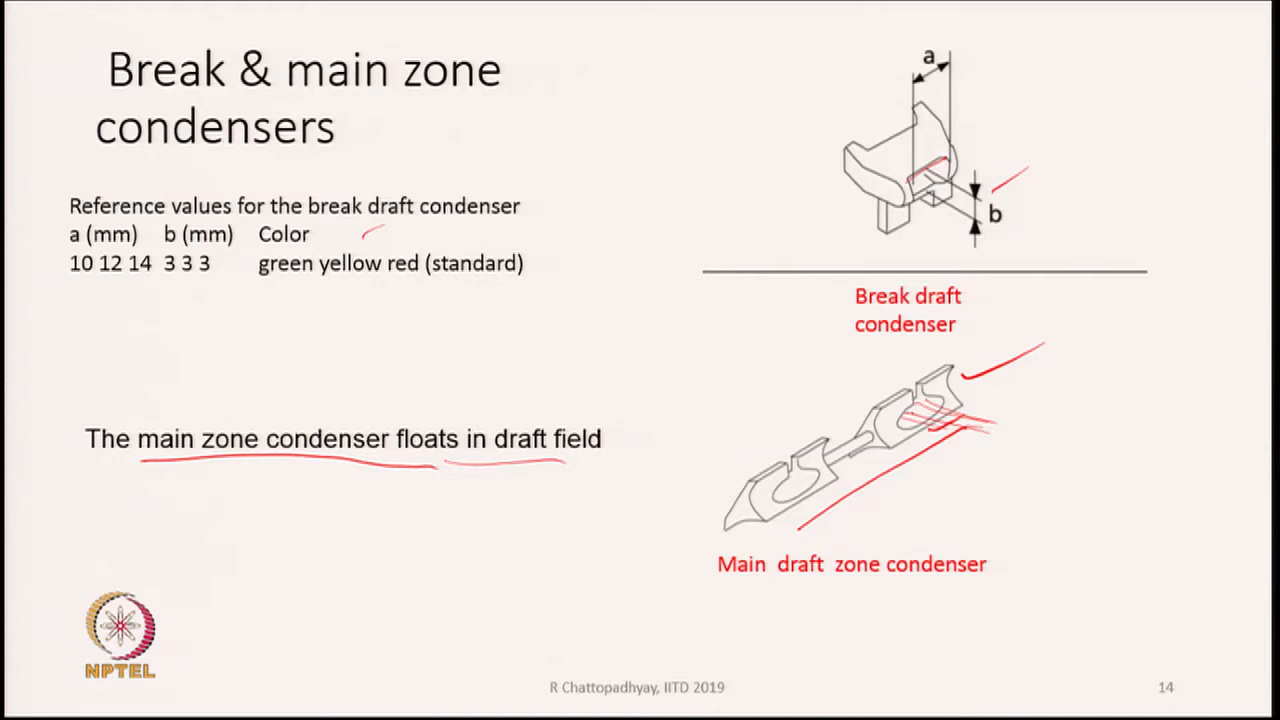 Break & main zone
condensers
Reference values for the break draft condenser
a (mm) b (mm) Color
10 12 14 3 3 3 green yellow red (standard)
a
b
Break draft
condenser
The main zone condenser floats in draft field
Main draft zone condenser
NPTEL
R Chattopadhyay, IITD 2019
14